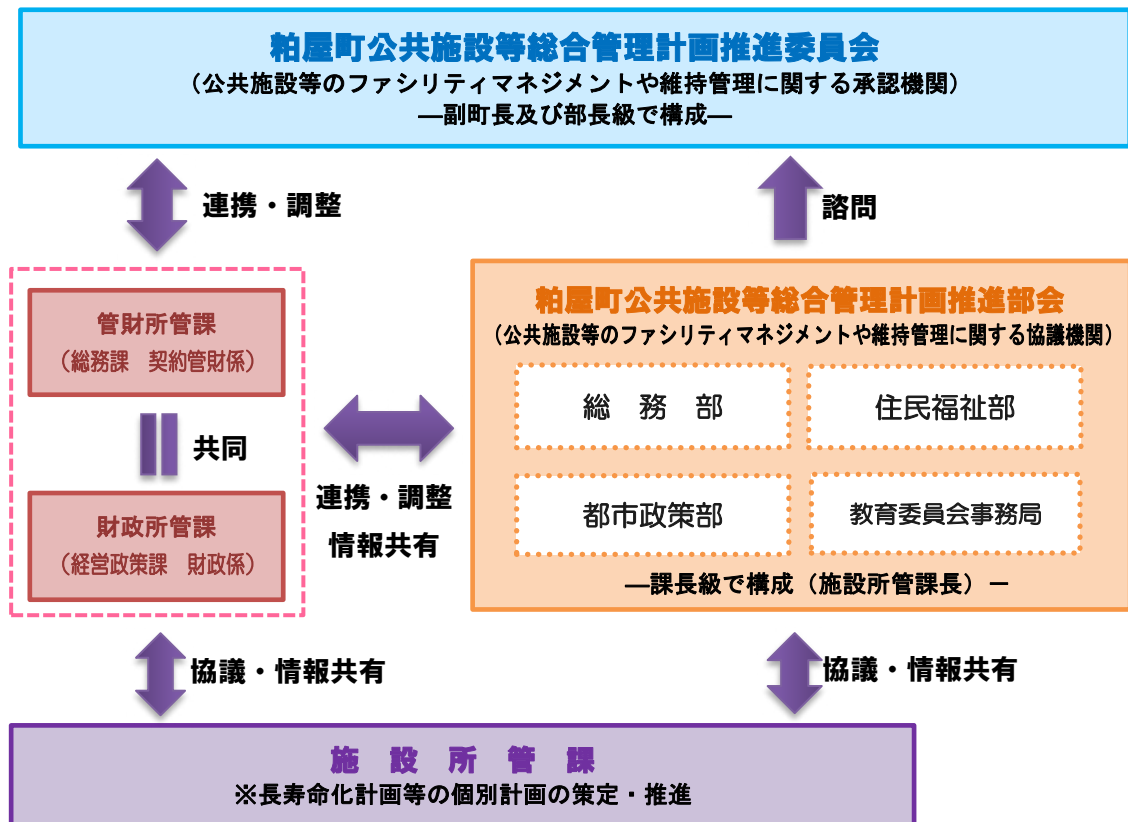 粕屋町公共施設等総合管理計画推進委員会
（公共施設等のファシリティマネジメントや維持管理に関する承認機関）
―副町長及び部長級で構成―
連携・調整
諮問
管財所管課
（総務課　契約管財係）
共同
財政所管課
（経営政策課　財政係）
連携・調整
情報共有
粕屋町公共施設等総合管理計画推進部会
（公共施設等のファシリティマネジメントや維持管理に関する協議機関）
総　務　部
住民福祉部
都市政策部
教育委員会事務局
―課長級で構成（施設所管課長）－
協議・情報共有
協議・情報共有
施　設　所　管　課
※長寿命化計画等の個別計画の策定・推進